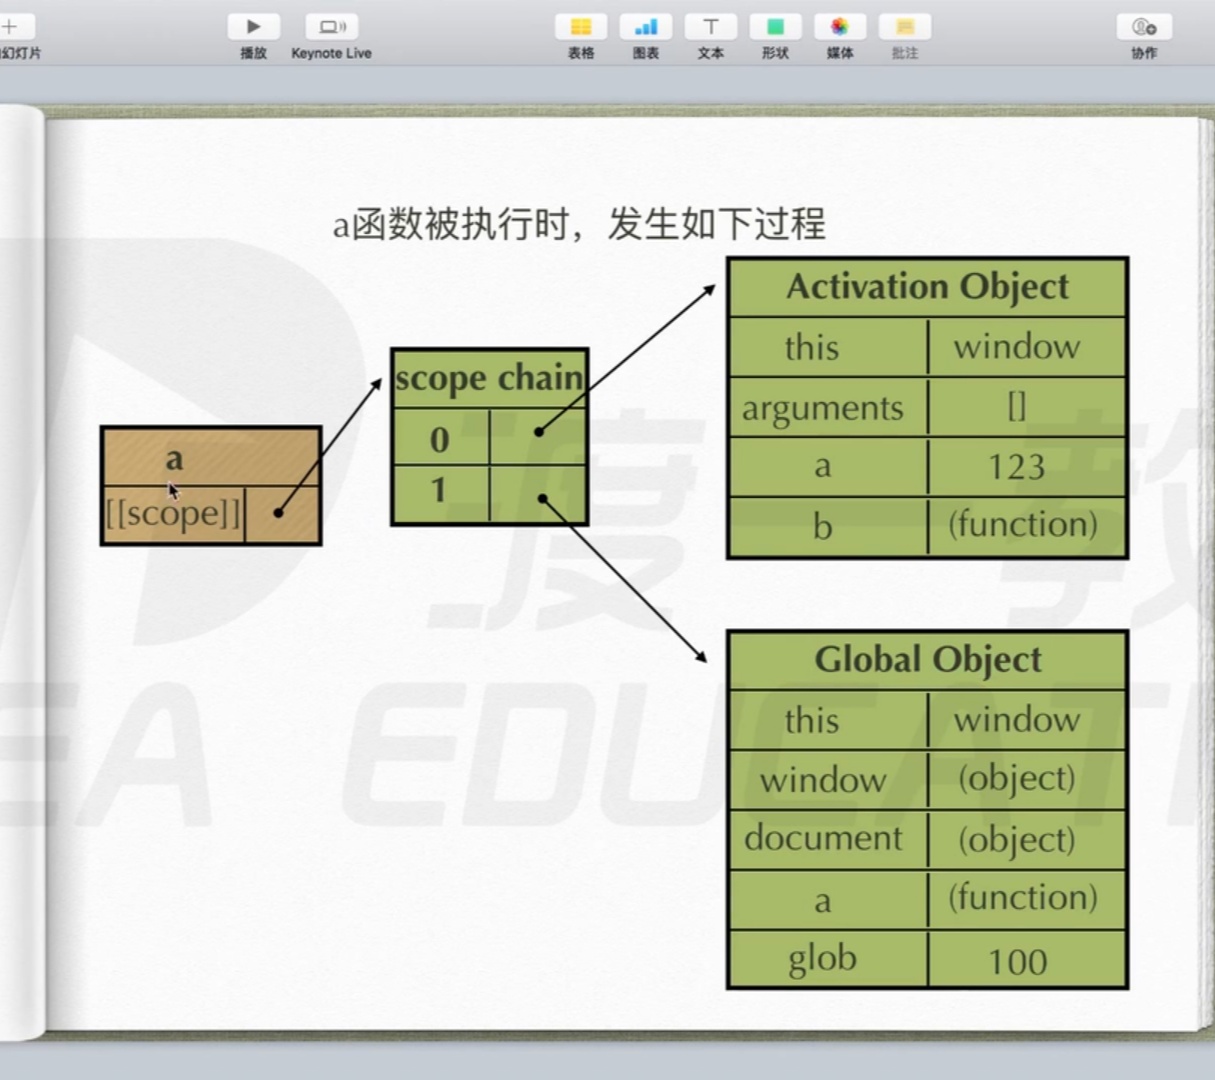 幻灯片
播放
Keynote Live
表格
图表
文本
形状
媒体
批注
协作
a函数被执行时，发生如下过程
a
[[scope]]
scope chain
0
1
Activation Object
this window
arguments []
a 123
b (function)
Global Object
this window
window (object)
document (object)
a (function)
glob 100
渡一教
EDUCATI